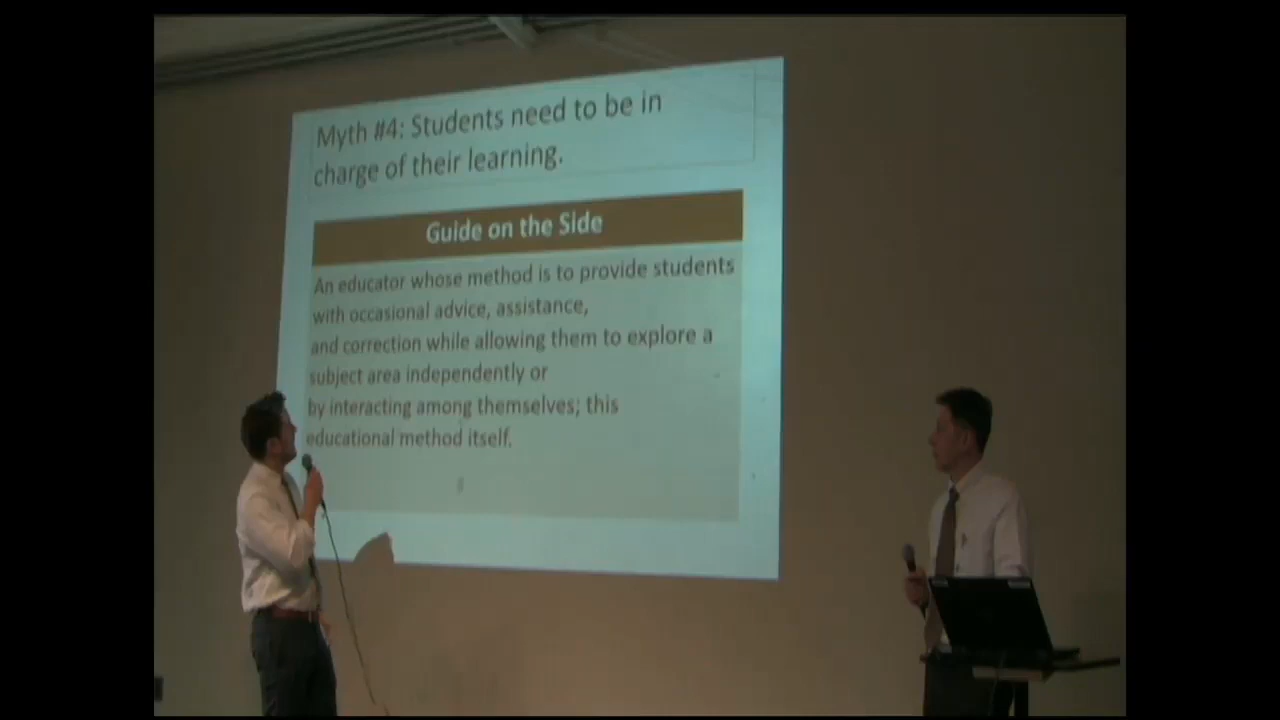 Myth #4: Students need to be in
charge of their learning.
Guide on the Side
An educator whose method is to provide students
with occasional advice, assistance,
and correction while allowing them to explore a
subject area independently or
by interacting among themselves; this
educational method itself.